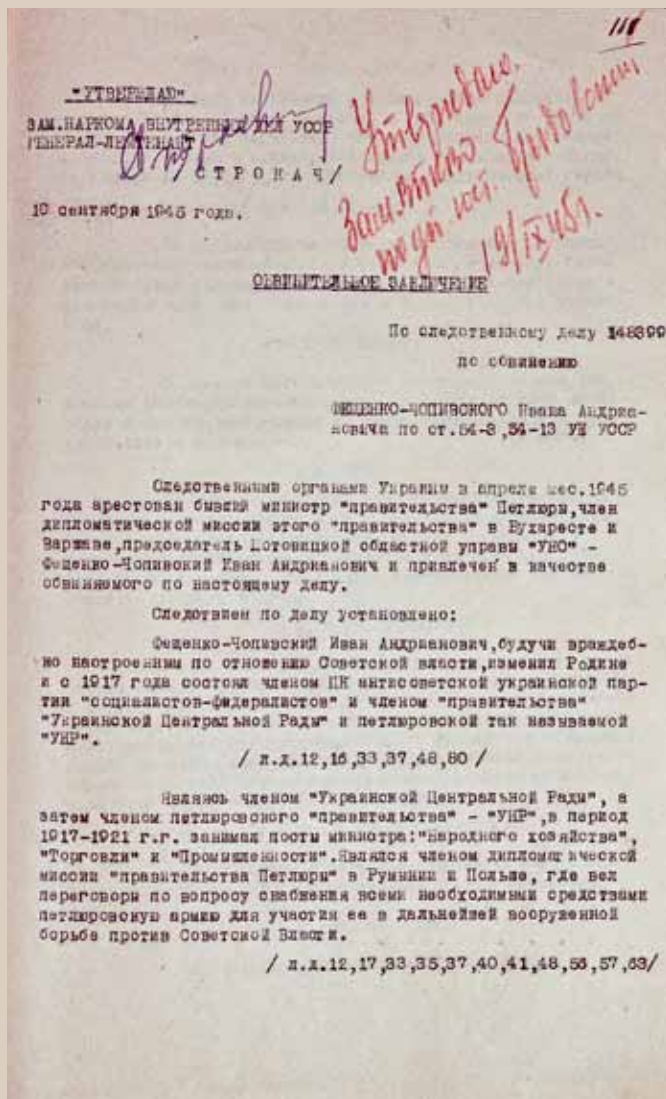 111
"УТВЕРЖДАЮ"
ЗАМ.НАРКОМА ВНУТРЕННИХ ДЕЛ УССР
ГЕНЕРАЛ-ЛЕЙТЕНАНТ
/СТРОКАЧ/
Утверждаю.
19/IX 45г.
10 сентября 1945 года.
ОБВИНИТЕЛЬНОЕ ЗАКЛЮЧЕНИЕ
По следственному делу 148399
по обвинению
ФЕЩЕНКО-ЧОПИВСКОГО Ивана Андриа-
новича по ст.54-3,54-13 УК УССР
Следственными органами Украины в апреле мес.1945
года арестован бывший министр "правительства" Петлюры,член
дипломатической миссии этого "правительства" в Бухаресте и
Варшаве,председатель Котовицкой областной управы "УНО" -
Фещенко-Чопивский Иван Андрианович и привлечен в качестве
обвиняемого по настоящему делу.
Следствием по делу установлено:
Фещенко-Чопивский Иван Андрианович,будучи враждеб-
но настроенным по отношению Советской власти,изменил Родине
и с 1917 года состоял членом ЦК антисоветской украинской пар-
тии "социалистов-федералистов" и членом "правительства"
"Украинской Центральной Рады" и петлюровской так называемой
"УНР".
/ л.д.12,16,33,37,48,80 /
Являясь членом "Украинской Центральной Рады", а
затем членом петлюровского "правительства" - "УНР",в период
1917-1921 г.г. занимал посты министра:"народного хозяйства",
"Торговли" и "Промышленности".Являлся членом дипломатической
миссии "правительства Петлюры" в Румынии и Польше, где вел
переговоры по вопросу снабжения всеми необходимыми средствами
петлюровскую армию для участия ее в дальнейшей вооруженной
борьбе против Советской Власти.
/ л.д.12,17,33,35,37,40,41,48,56,57,63/